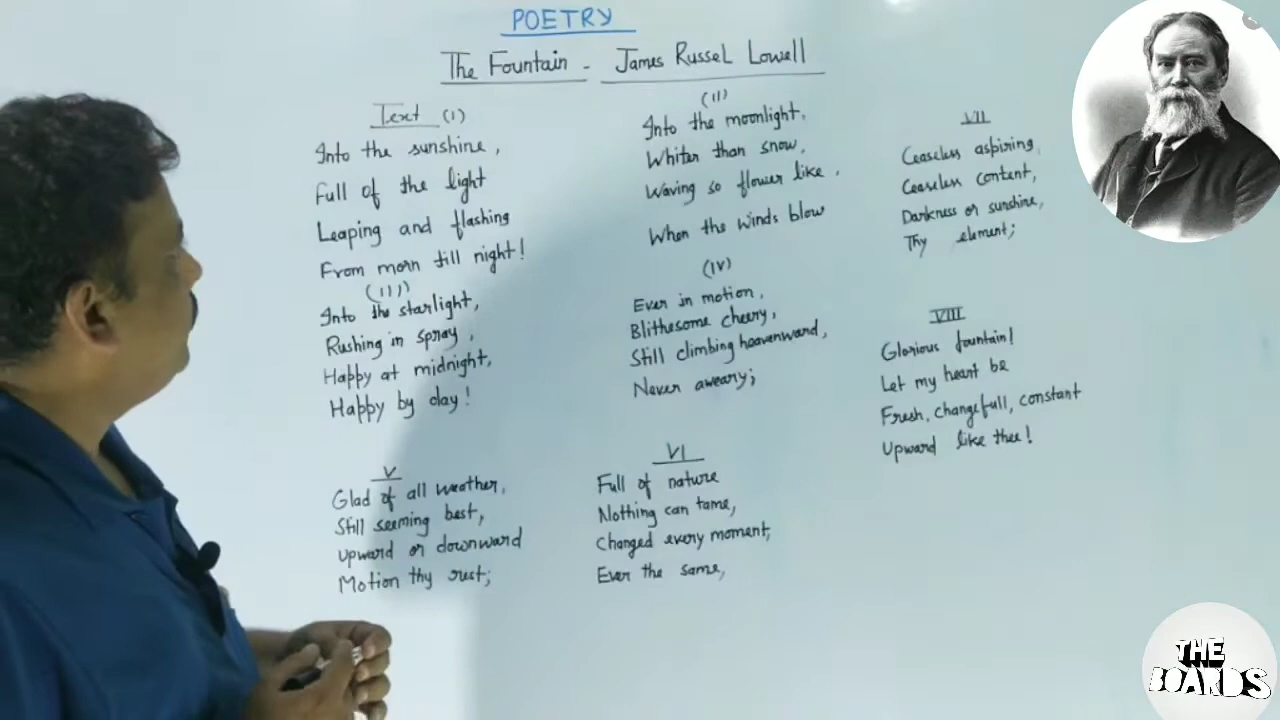 POETRY
The Fountain - James Russel Lowell
Text (I)
Into the sunshine,
Full of the light
Leaping and flashing
From morn till night!
(II)
Into the moonlight,
Whiter than snow,
Waving so flower like,
When the winds blow
(III)
Into the starlight,
Rushing in spray,
Happy at midnight,
Happy by day!
(IV)
Ever in motion,
Blithesome cheery,
Still climbing heavenward,
Never aweary;
V
Glad of all weather,
Still seeming best,
Upward or downward
Motion thy rest;
VI
Full of nature
Nothing can tame,
Changed every moment,
Ever the same,
VII
Ceaseless aspiring,
Ceaseless content,
Darkness or sunshine,
Thy element;
VIII
Glorious fountain!
Let my heart be
Fresh, changefull, constant
Upward like thee!
THE
BOARDS